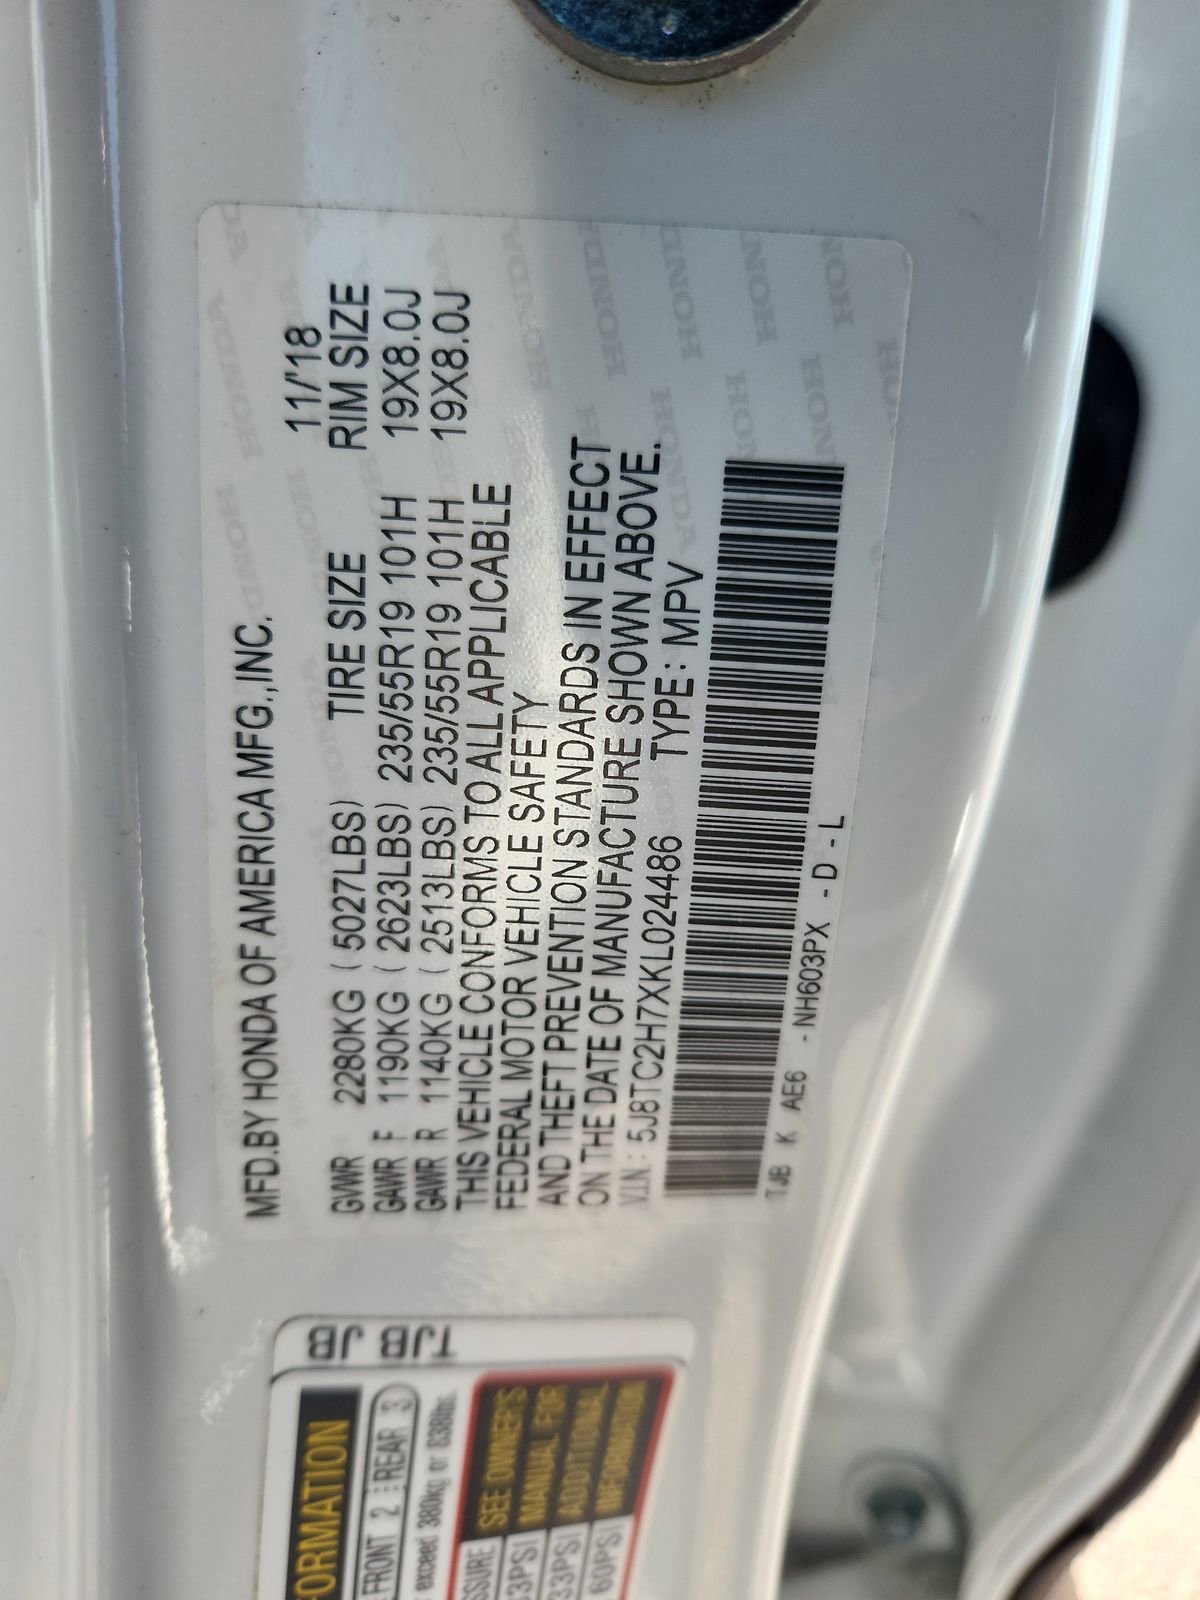 MFD.BY HONDA OF AMERICA MFG.,INC. 11/'18
GVWR 2280KG ( 5027LBS) TIRE SIZE RIM SIZE
GAWR F 1190KG ( 2623LBS) 235/55R19 101H 19X8.0J
GAWR R 1140KG ( 2513LBS) 235/55R19 101H 19X8.0J
THIS VEHICLE CONFORMS TO ALL APPLICABLE
FEDERAL MOTOR VEHICLE SAFETY
AND THEFT PREVENTION STANDARDS IN EFFECT
ON THE DATE OF MANUFACTURE SHOWN ABOVE.
V.I.N.: 5J8TC2H7XKL024486 TYPE: MPV
TJB K AE6 -NH603PX -D-L
TJB JB
FRONT 2 REAR 3
exceed 380kg or 838lbs.
SEE OWNER'S
MANUAL FOR
ADDITIONAL
INFORMATION
33PSI
33PSI
60PSI